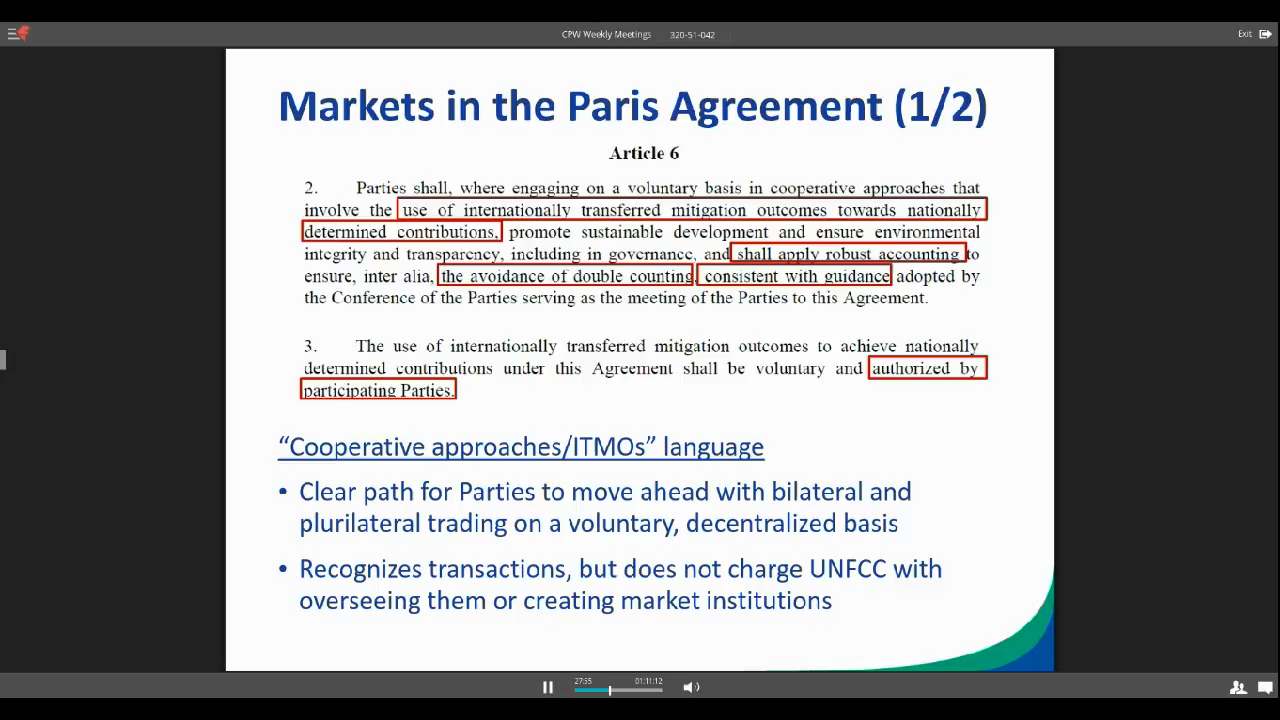 CPW Weekly Meetings 320-51-042
Exit
Markets in the Paris Agreement (1/2)
Article 6
2. Parties shall, where engaging on a voluntary basis in cooperative approaches that
involve the use of internationally transferred mitigation outcomes towards nationally
determined contributions, promote sustainable development and ensure environmental
integrity and transparency, including in governance, and shall apply robust accounting to
ensure, inter alia, the avoidance of double counting, consistent with guidance adopted by
the Conference of the Parties serving as the meeting of the Parties to this Agreement.
3. The use of internationally transferred mitigation outcomes to achieve nationally
determined contributions under this Agreement shall be voluntary and authorized by
participating Parties.
“Cooperative approaches/ITMOs” language
• Clear path for Parties to move ahead with bilateral and
plurilateral trading on a voluntary, decentralized basis
• Recognizes transactions, but does not charge UNFCC with
overseeing them or creating market institutions
27:55 01:11:12